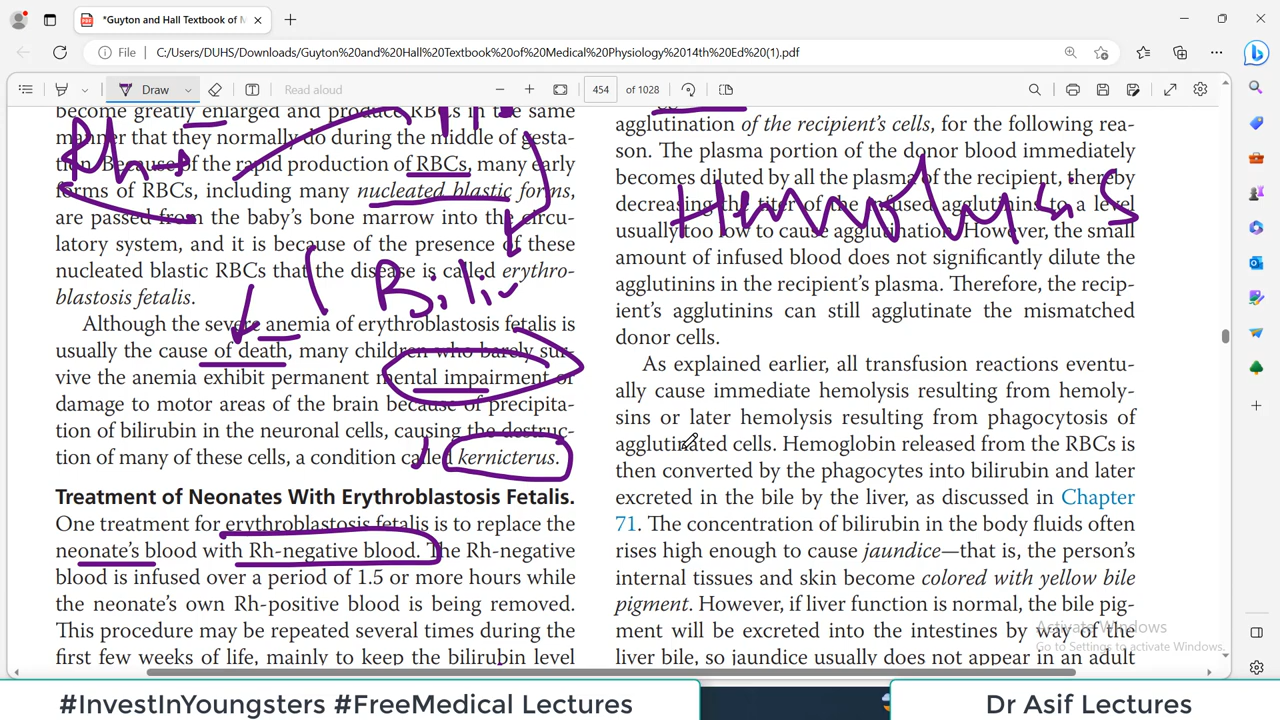 *Guyton and Hall Textbook of M
File C:/Users/DUHS/Downloads/Guyton%20and%20Hall%20Textbook%20of%20Medical%20Physiology%2014th%20Ed%20(1).pdf
Draw
Read aloud
454 of 1028
become greatly enlarged and produce RBCs in the same
manner that they normally do during the middle of gesta-
tion. Because of the rapid production of RBCs, many early
forms of RBCs, including many nucleated blastic forms,
are passed from the baby's bone marrow into the circu-
latory system, and it is because of the presence of these
nucleated blastic RBCs that the disease is called erythro-
blastosis fetalis.
Although the severe anemia of erythroblastosis fetalis is
usually the cause of death, many children who barely sur-
vive the anemia exhibit permanent mental impairment or
damage to motor areas of the brain because of precipita-
tion of bilirubin in the neuronal cells, causing the destruc-
tion of many of these cells, a condition called kernicterus.
Treatment of Neonates With Erythroblastosis Fetalis.
One treatment for erythroblastosis fetalis is to replace the
neonate's blood with Rh-negative blood. The Rh-negative
blood is infused over a period of 1.5 or more hours while
the neonate's own Rh-positive blood is being removed.
This procedure may be repeated several times during the
first few weeks of life, mainly to keep the bilirubin level
Rh
Biliv
agglutination of the recipient's cells, for the following rea-
son. The plasma portion of the donor blood immediately
becomes diluted by all the plasma of the recipient, thereby
decreasing the titer of the infused agglutinins to a level
usually too low to cause agglutination. However, the small
amount of infused blood does not significantly dilute the
agglutinins in the recipient's plasma. Therefore, the recip-
ient's agglutinins can still agglutinate the mismatched
donor cells.
As explained earlier, all transfusion reactions eventu-
ally cause immediate hemolysis resulting from hemoly-
sins or later hemolysis resulting from phagocytosis of
agglutinated cells. Hemoglobin released from the RBCs is
then converted by the phagocytes into bilirubin and later
excreted in the bile by the liver, as discussed in Chapter
71. The concentration of bilirubin in the body fluids often
rises high enough to cause jaundice—that is, the person's
internal tissues and skin become colored with yellow bile
pigment. However, if liver function is normal, the bile pig-
ment will be excreted into the intestines by way of the
liver bile, so jaundice usually does not appear in an adult
Activate Windows
Go to Settings to activate Windows.
#InvestInYoungsters #FreeMedical Lectures
Dr Asif Lectures